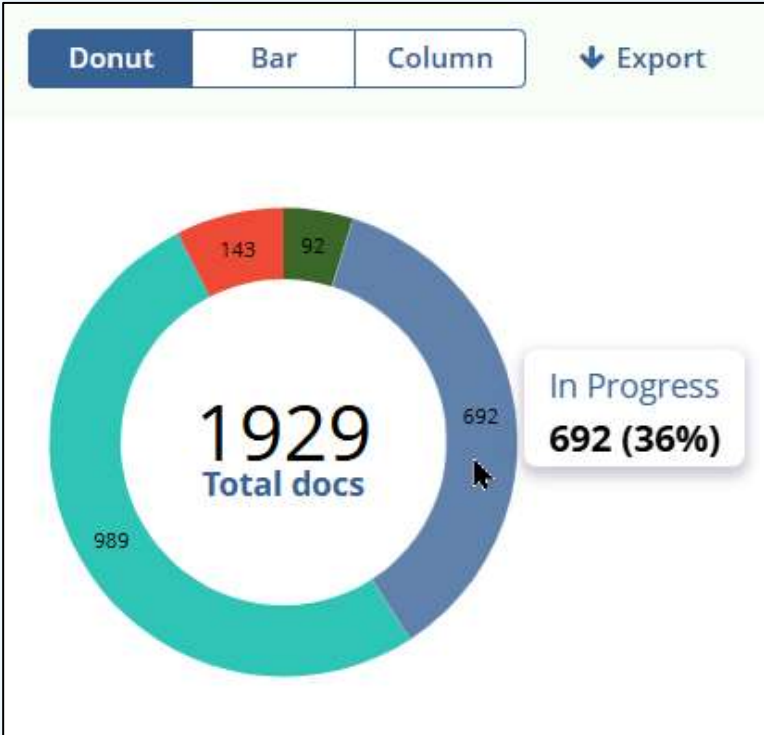 Donut Bar Column Export
143 92
692
In Progress
692 (36%)
1929
Total docs
989